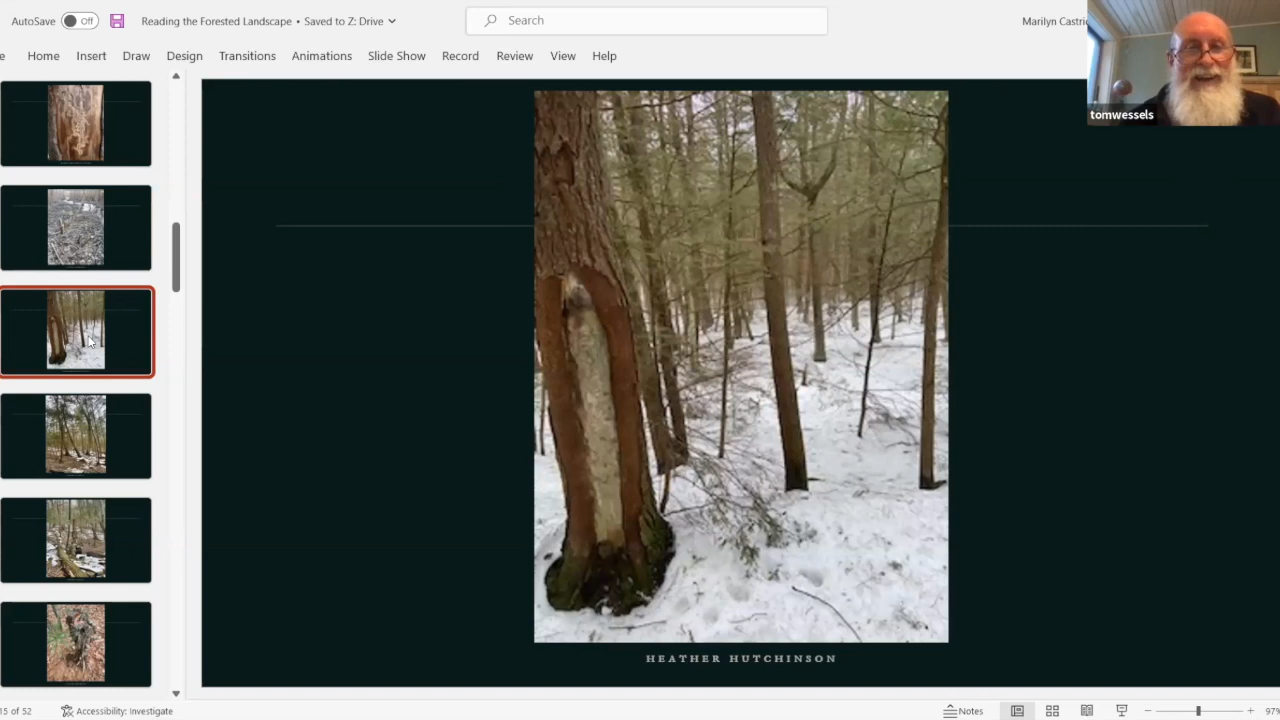 AutoSave Off Reading the Forested Landscape • Saved to Z: Drive Search Marilyn
tomwessels
Home Insert Draw Design Transitions Animations Slide Show Record Review View Help
HEATHER HUTCHINSON
15 of 52 Accessibility: Investigate Notes 97%